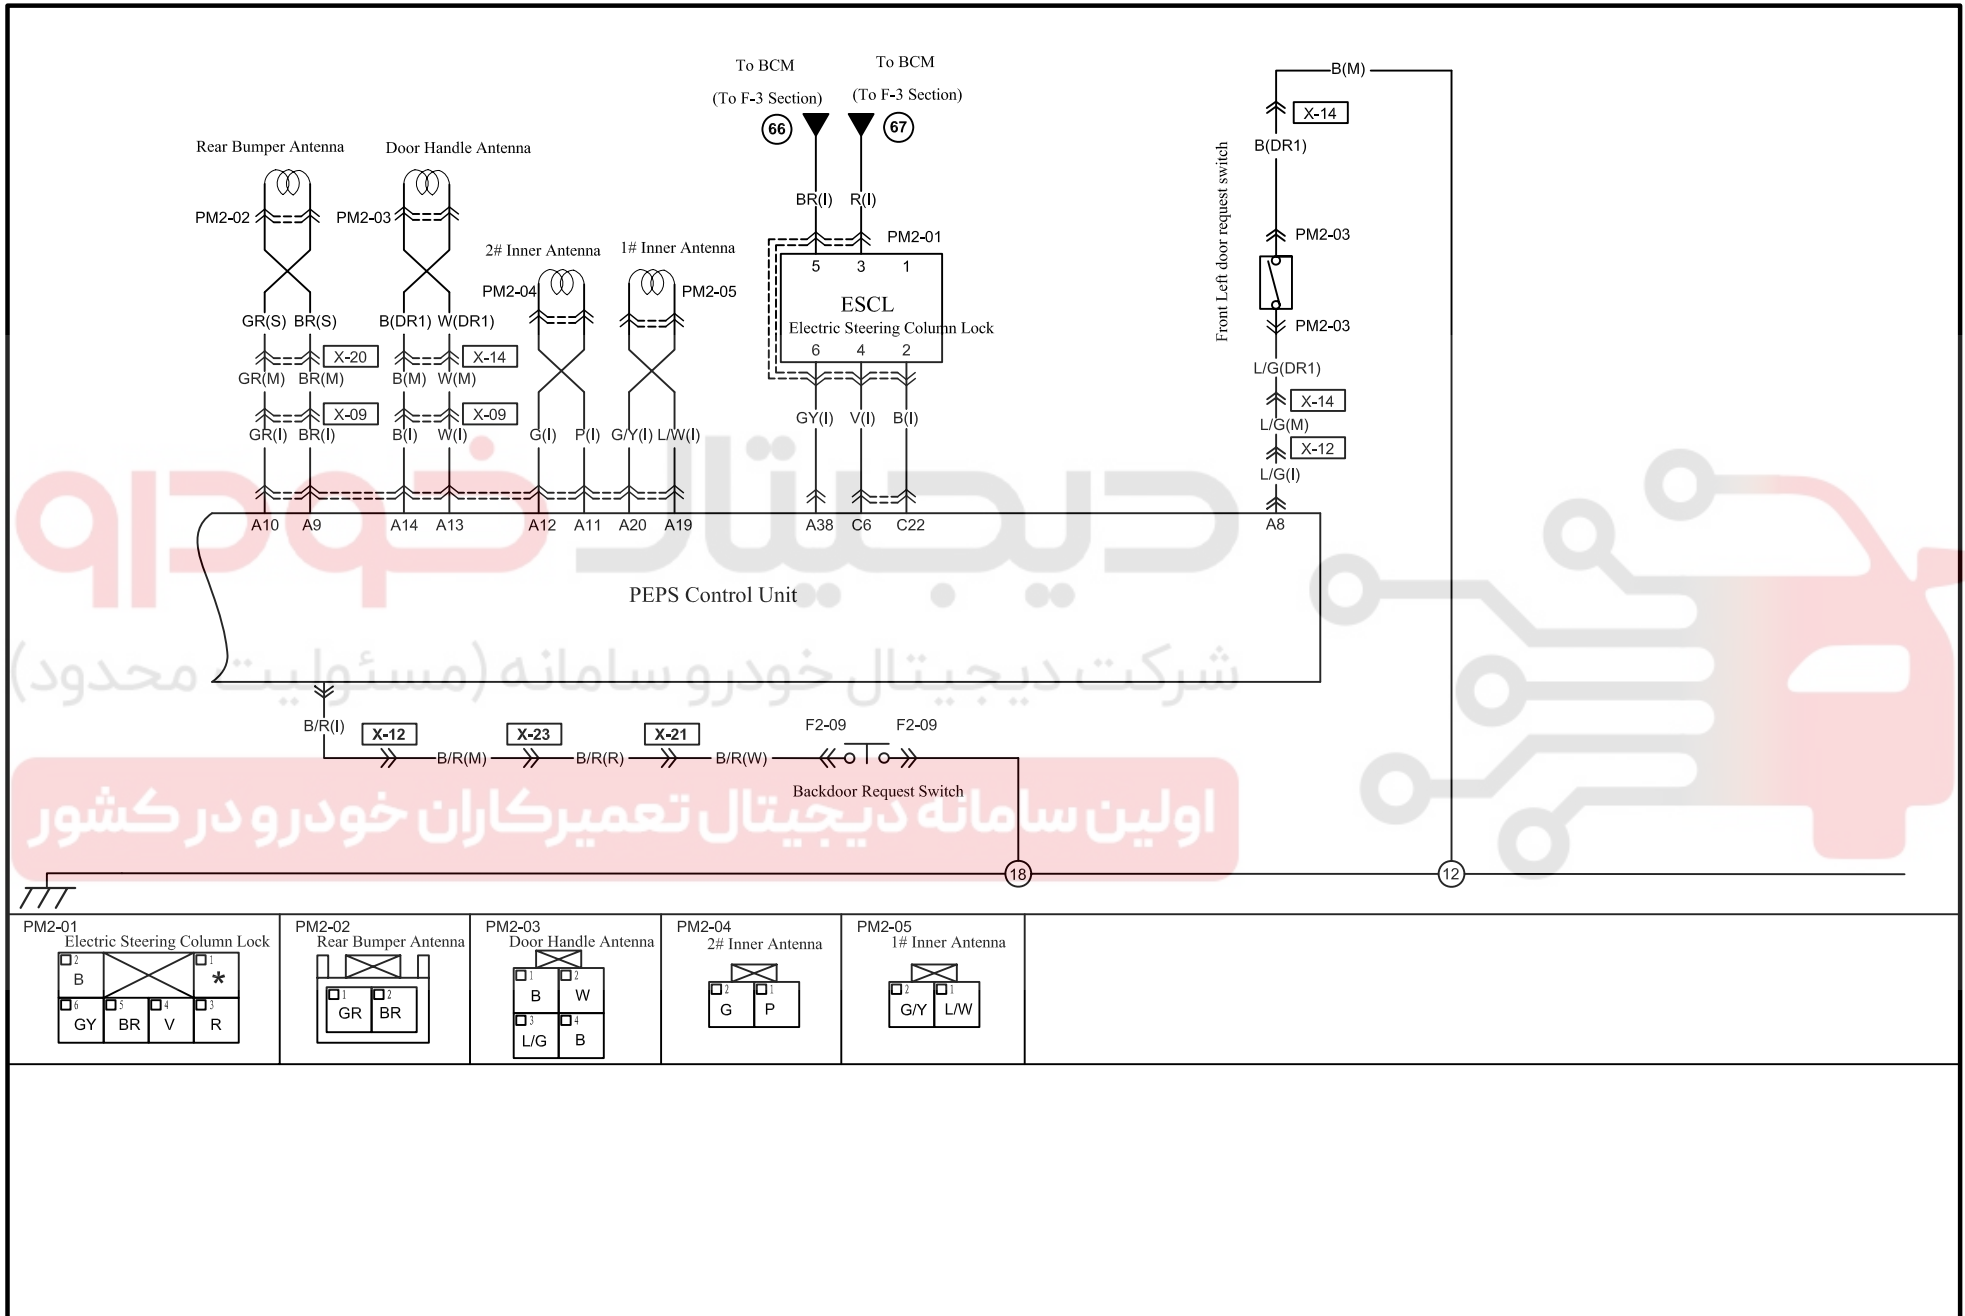 To BCM
(To F-3 Section)
66
To BCM
(To F-3 Section)
67
B(M)
X-14
B(DR1)
Front Left door request switch
PM2-03
PM2-03
L/G(DR1)
X-14
L/G(M)
X-12
L/G(I)
A8
Rear Bumper Antenna
Door Handle Antenna
PM2-02
PM2-03
2# Inner Antenna
1# Inner Antenna
PM2-04
PM2-05
GR(S) BR(S)
B(DR1) W(DR1)
X-20
X-14
GR(M) BR(M)
B(M) W(M)
X-09
X-09
GR(I) BR(I)
B(I) W(I)
G(I) P(I)
G/Y(I) L/W(I)
BR(I) R(I)
PM2-01
5 3 1
ESCL
Electric Steering Column Lock
6 4 2
GY(I) V(I) B(I)
A10 A9 A14 A13 A12 A11 A20 A19 A38 C6 C22
دیجیتال خودرو
PEPS Control Unit
شرکت دیجیتال خودرو سامانه (مسئولیت محدود)
B/R(I)
X-12
X-23
X-21
F2-09
F2-09
B/R(M)
B/R(R)
B/R(W)
Backdoor Request Switch
اولین سامانه دیجیتال تعمیرکاران خودرو در کشور
18
12
PM2-01
Electric Steering Column Lock
2 B
1 *
6 GY
5 BR
4 V
3 R
PM2-02
Rear Bumper Antenna
1 GR
2 BR
PM2-03
Door Handle Antenna
1 B
2 W
3 L/G
4 B
PM2-04
2# Inner Antenna
2 G
1 P
PM2-05
1# Inner Antenna
2 G/Y
1 L/W